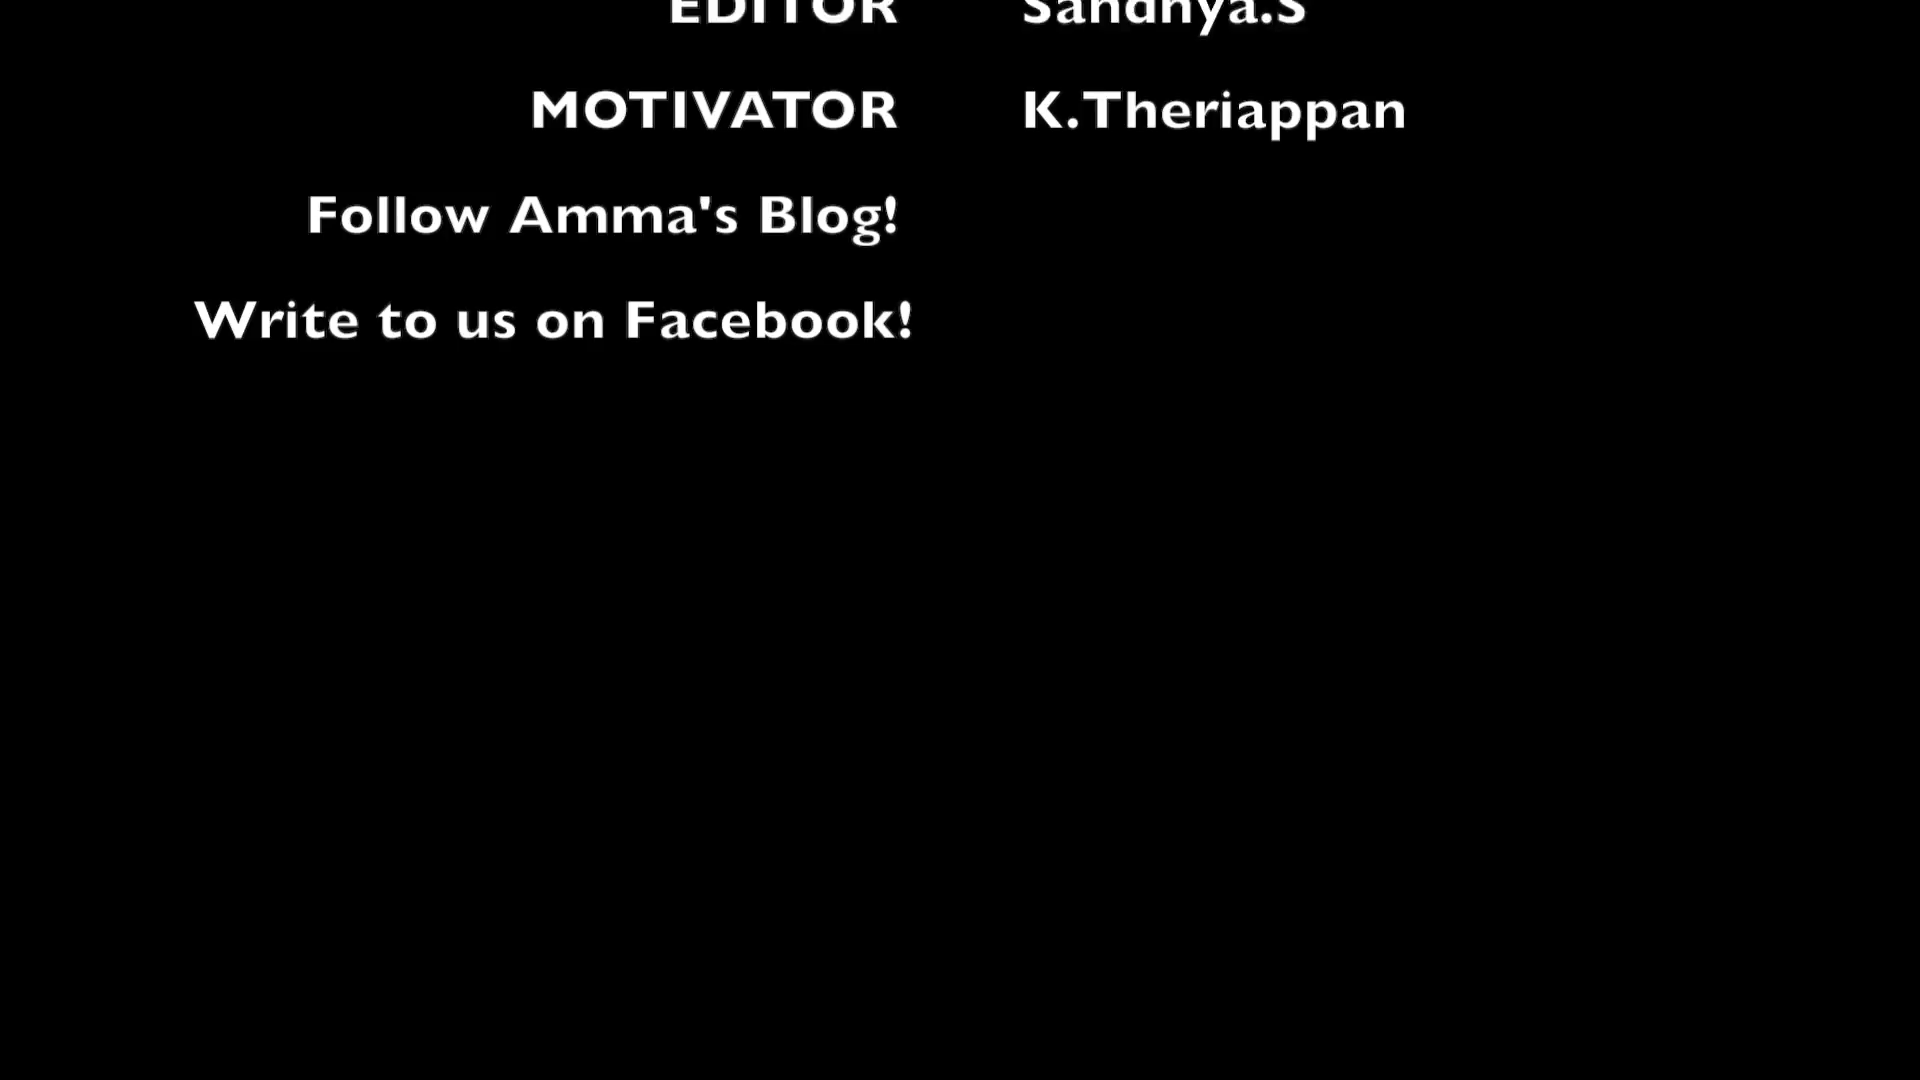 EDITOR Sandhya.S
MOTIVATOR K.Theriappan
Follow Amma's Blog!
Write to us on Facebook!